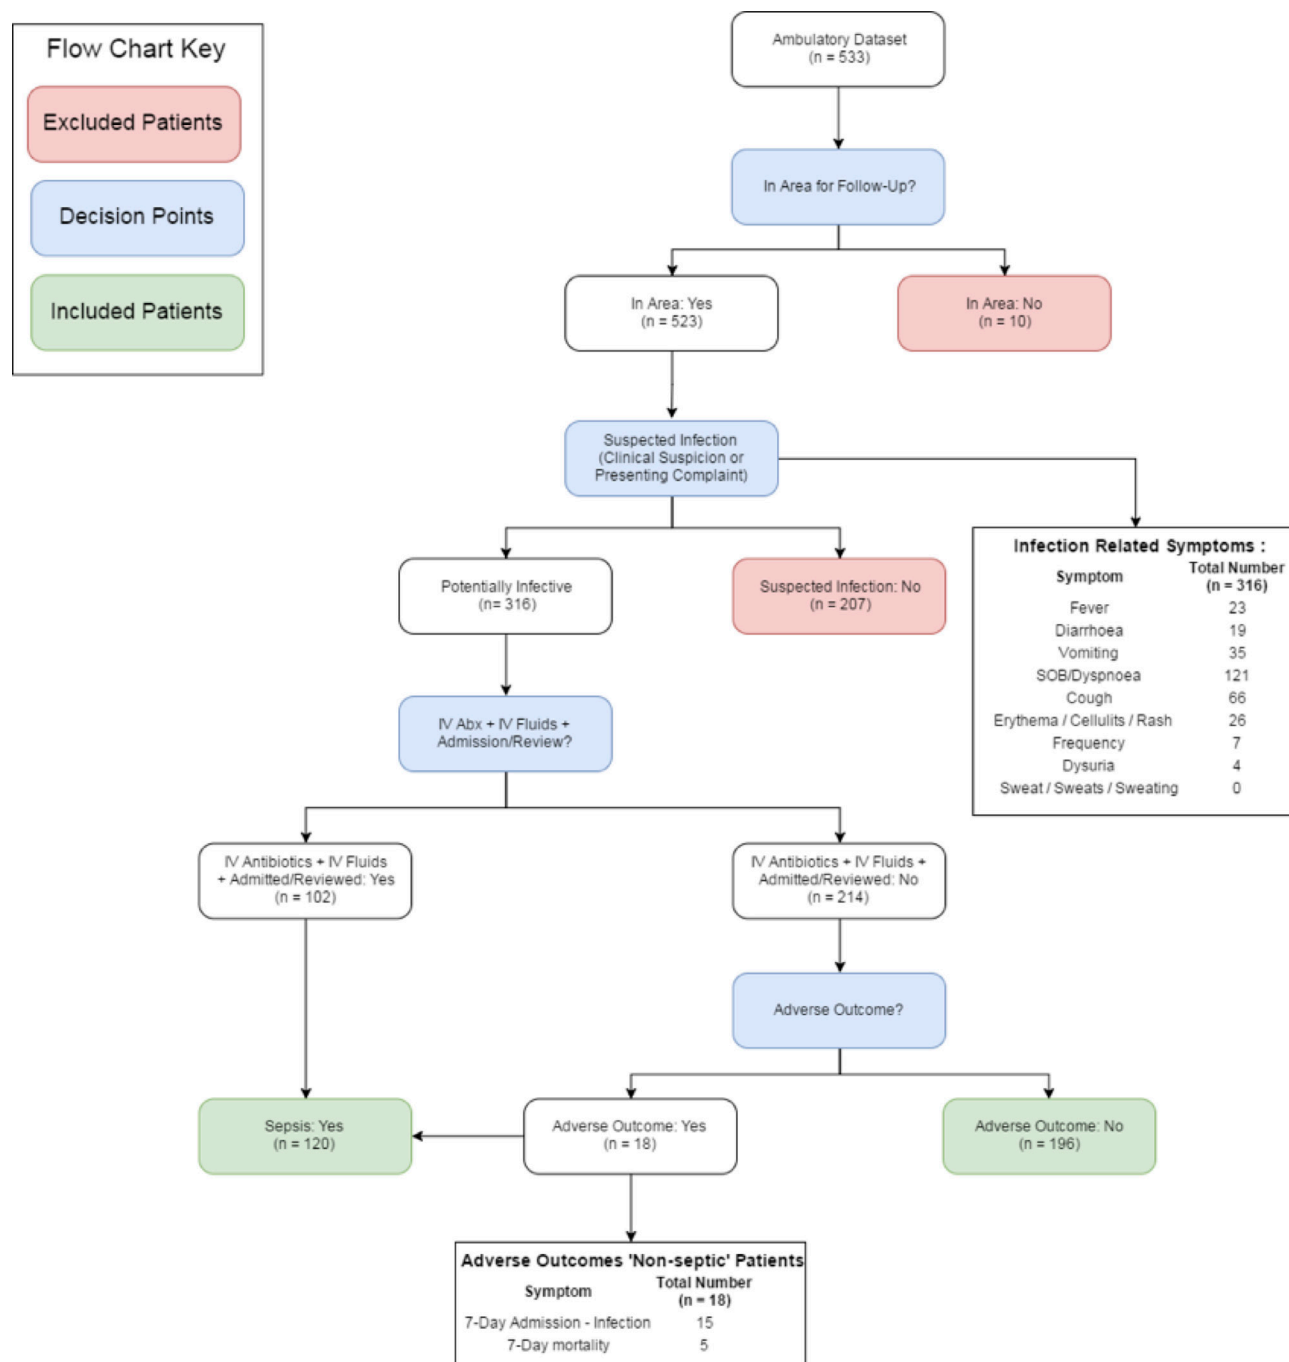 Flow Chart Key
Excluded Patients
Decision Points
Included Patients
Ambulatory Dataset
(n = 533)
In Area for Follow-Up?
In Area: Yes
(n = 523)
In Area: No
(n = 10)
Suspected Infection
(Clinical Suspicion or
Presenting Complaint)
Potentially Infective
(n= 316)
Suspected Infection: No
(n = 207)
Infection Related Symptoms :
Symptom Total Number
(n = 316)
Fever 23
Diarrhoea 19
Vomiting 35
SOB/Dyspnoea 121
Cough 66
Erythema / Cellulits / Rash 26
Frequency 7
Dysuria 4
Sweat / Sweats / Sweating 0
IV Abx + IV Fluids +
Admission/Review?
IV Antibiotics + IV Fluids
+ Admitted/Reviewed: Yes
(n = 102)
IV Antibiotics + IV Fluids +
Admitted/Reviewed: No
(n = 214)
Adverse Outcome?
Sepsis: Yes
(n = 120)
Adverse Outcome: Yes
(n = 18)
Adverse Outcome: No
(n = 196)
Adverse Outcomes 'Non-septic' Patients
Symptom Total Number
(n = 18)
7-Day Admission - Infection 15
7-Day mortality 5